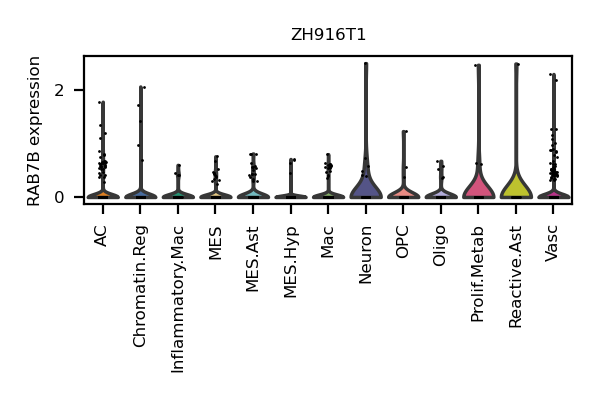 ZH916T1
RAB7B expression
2
0
AC
Chromatin.Reg
Inflammatory.Mac
MES
MES.Ast
MES.Hyp
Mac
Neuron
OPC
Oligo
Prolif.Metab
Reactive.Ast
Vasc